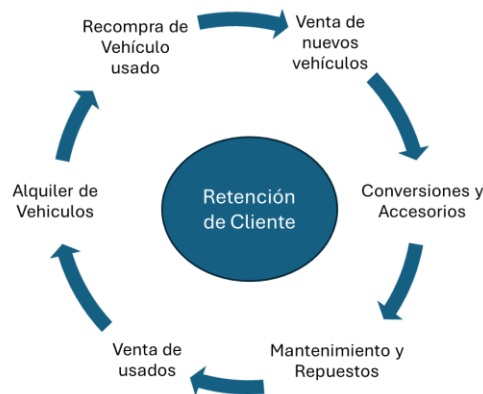 Recompra de
Vehículo
usado
Venta de
nuevos
vehículos
Conversiones y
Accesorios
Mantenimiento y
Repuestos
Venta de
usados
Alquiler de
Vehiculos
Retención
de Cliente